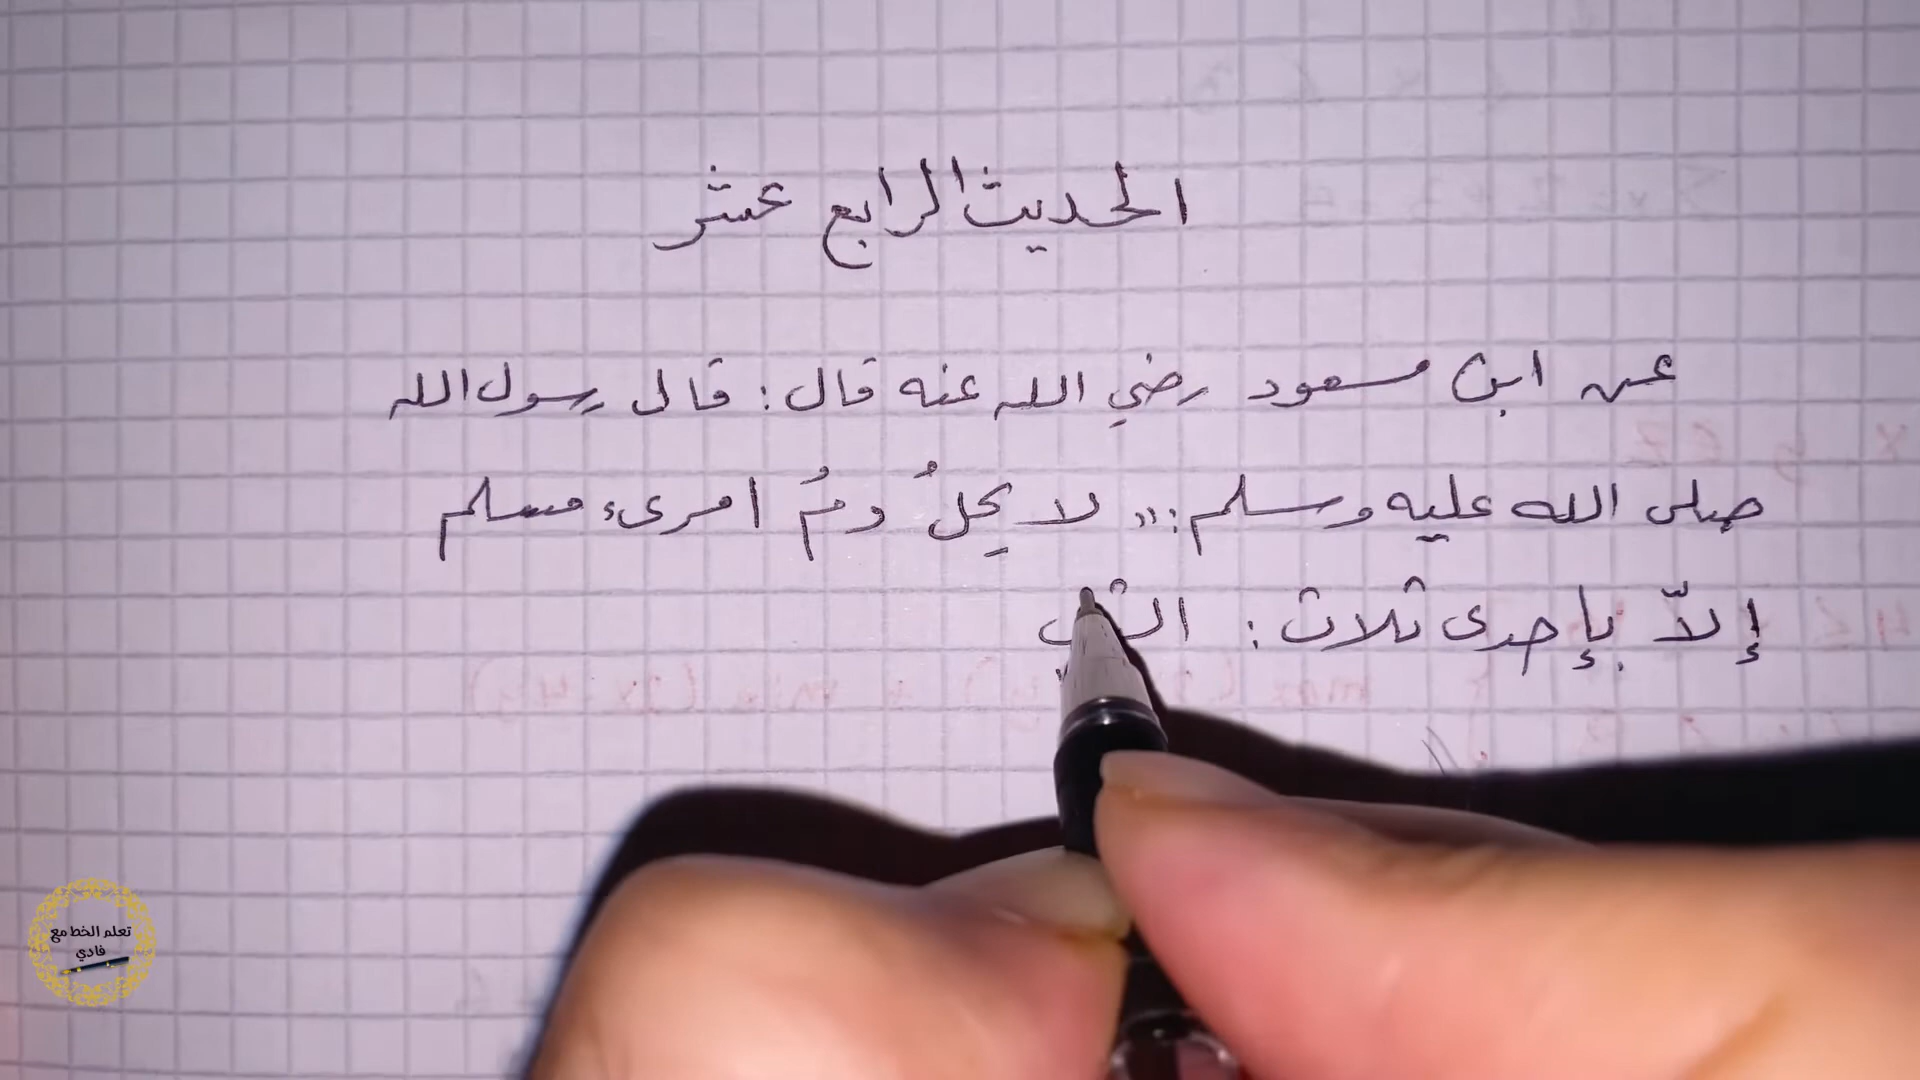 الحديث الرابع عشر
عن ابن مسعود رضي الله عنه قال: قال رسول الله
صلى الله عليه وسلم: « لا يحلُّ دمُ امرىء مسلم
إلاّ بإحدى ثلاث :
تعلم الخط مع
فادي